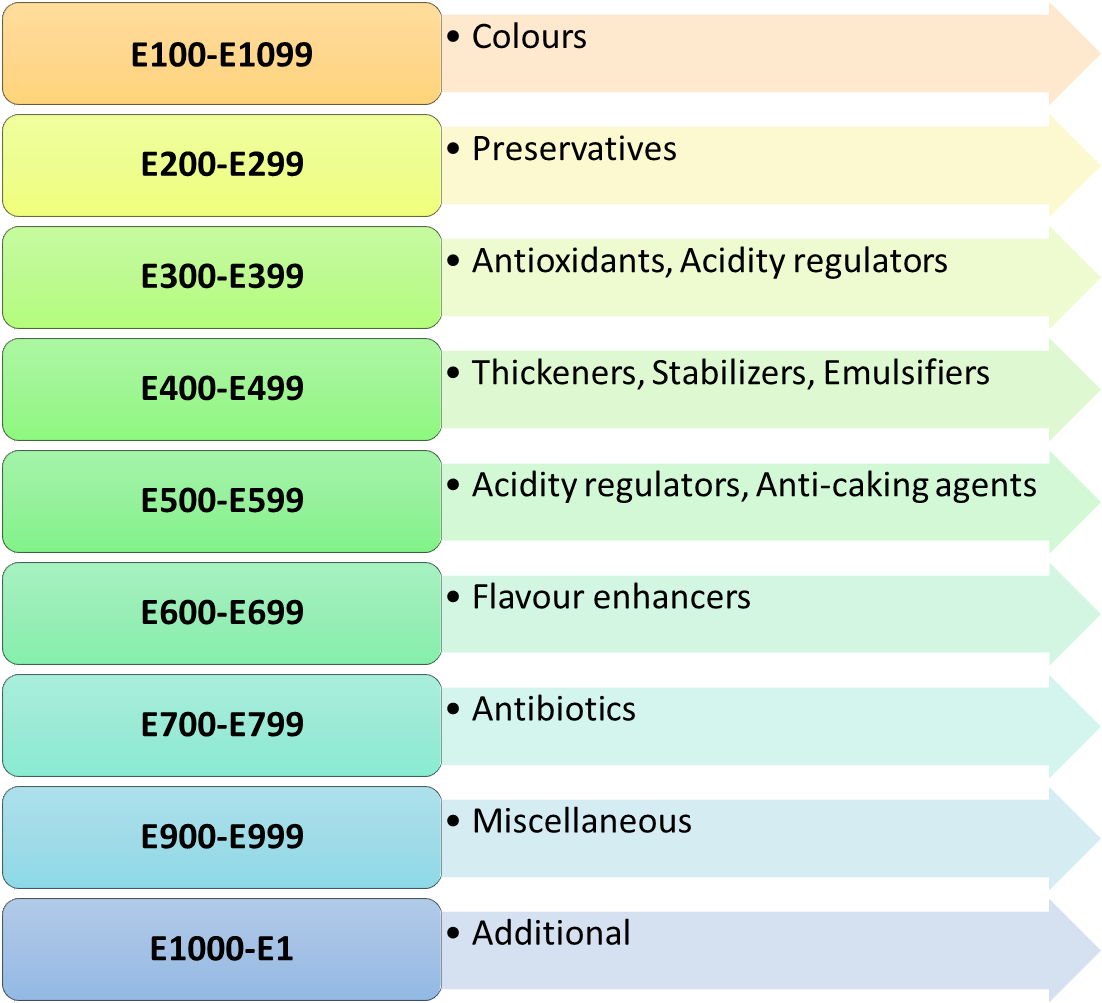 E100-E1099
• Colours
E200-E299
• Preservatives
E300-E399
• Antioxidants, Acidity regulators
E400-E499
• Thickeners, Stabilizers, Emulsifiers
E500-E599
• Acidity regulators, Anti-caking agents
E600-E699
• Flavour enhancers
E700-E799
• Antibiotics
E900-E999
• Miscellaneous
E1000-E1
• Additional